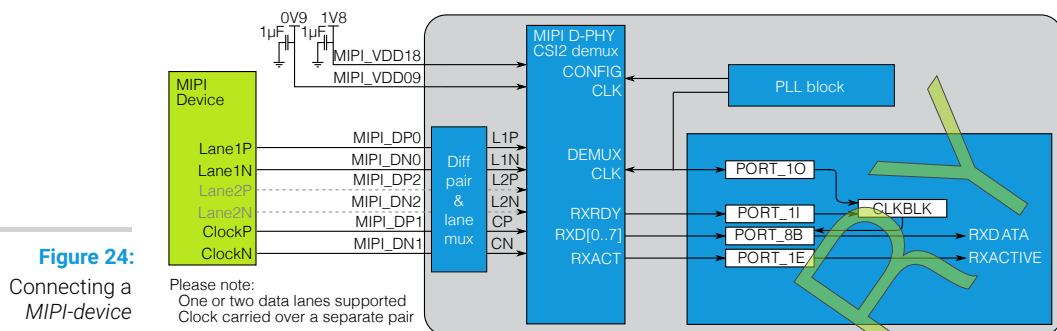 0V9 1V8
1µF 1µF
MIPI_VDD18
MIPI_VDD09
MIPI
Device
Lane1P
Lane1N
Lane2P
Lane2N
ClockP
ClockN
MIPI_DP0
MIPI_DN0
MIPI_DP2
MIPI_DN2
MIPI_DP1
MIPI_DN1
Diff
pair
&
lane
mux
L1P
L1N
L2P
L2N
CP
CN
MIPI D-PHY
CSI2 demux
CONFIG
CLK
DEMUX
CLK
RXRDY
RXD[0..7]
RXACT
PLL block
PORT_1O
PORT_1I
PORT_8B
PORT_1E
CLKBLK
RXDATA
RXACTIVE
R Y
Figure 24:
Connecting a
MIPI-device
Please note:
One or two data lanes supported
Clock carried over a separate pair